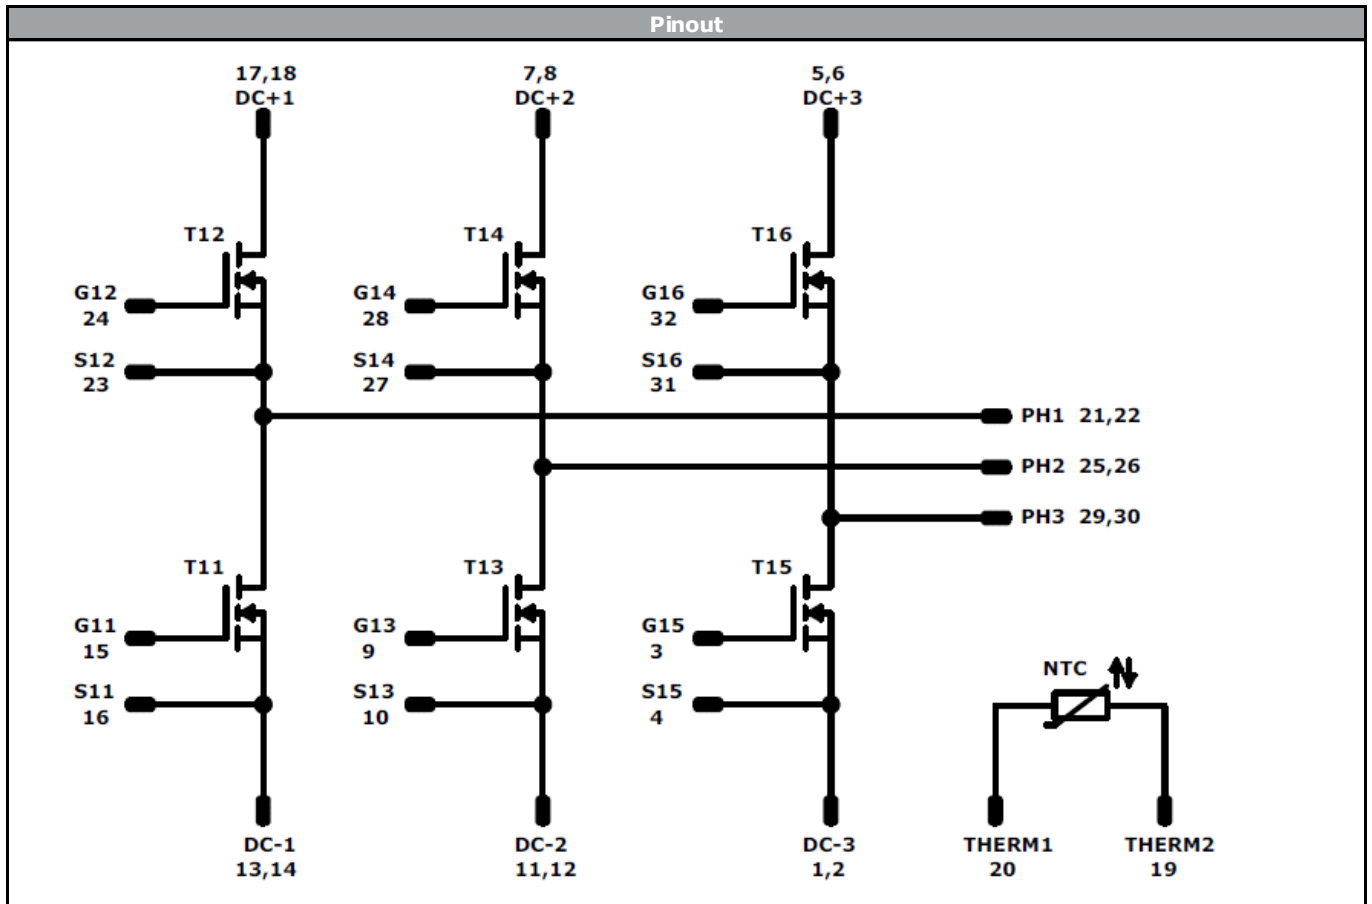 Pinout
17,18
DC+1
7,8
DC+2
5,6
DC+3
T12
T14
T16
G12
24
G14
28
G16
32
S12
23
S14
27
S16
31
PH1 21,22
PH2 25,26
PH3 29,30
T11
T13
T15
G11
15
G13
9
G15
3
S11
16
S13
10
S15
4
NTC
DC-1
13,14
DC-2
11,12
DC-3
1,2
THERM1
20
THERM2
19